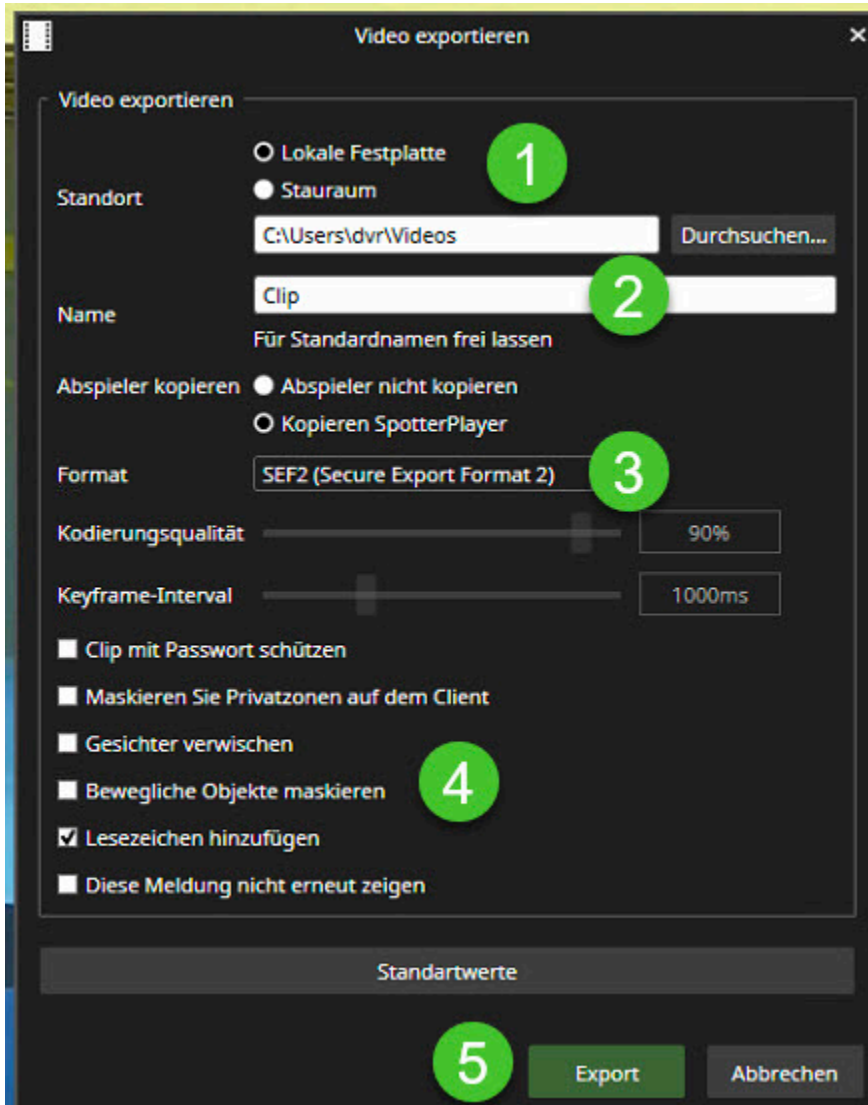 Video exportieren
Video exportieren
Standort
Lokale Festplatte
1
Stauraum
C:\Users\dvr\Videos
Durchsuchen...
Name
Clip
2
Für Standardnamen frei lassen
Abspieler kopieren
Abspieler nicht kopieren
Kopieren SpotterPlayer
Format
SEF2 (Secure Export Format 2)
3
Kodierungsqualität
90%
Keyframe-Interval
1000ms
Clip mit Passwort schützen
Maskieren Sie Privatzonen auf dem Client
Gesichter verwischen
Bewegliche Objekte maskieren
4
Lesezeichen hinzufügen
Diese Meldung nicht erneut zeigen
Standartwerte
5
Export
Abbrechen